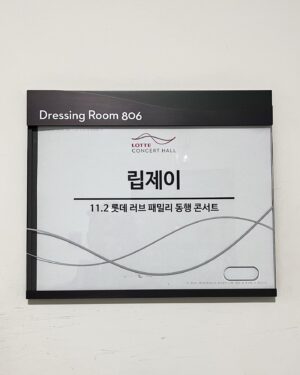 Dressing Room 806
LOTTE
CONCERT HALL
립제이
11.2 롯데 러브 패밀리 동행 콘서트